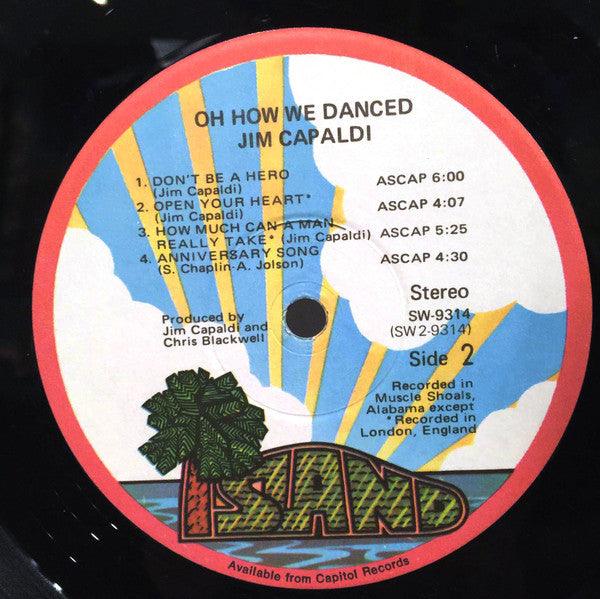 OH HOW WE DANCED
JIM CAPALDI
1. DON'T BE A HERO
(Jim Capaldi) ASCAP 6:00
2. OPEN YOUR HEART*
(Jim Capaldi) ASCAP 4:07
3. HOW MUCH CAN A MAN
REALLY TAKE* (Jim Capaldi) ASCAP 5:25
4. ANNIVERSARY SONG
(S. Chaplin-A. Jolson) ASCAP 4:30
Stereo
SW-9314
(SW2-9314)
Produced by
Jim Capaldi and
Chris Blackwell
Side 2
Recorded in
Muscle Shoals,
Alabama except
*Recorded in
London, England
ISLAND
Available from Capitol Records